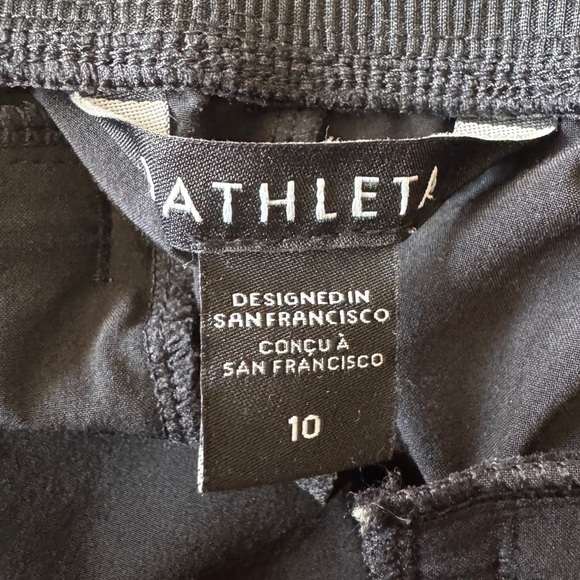 ATHLETA
DESIGNED IN
SAN FRANCISCO
CONÇU À
SAN FRANCISCO
10